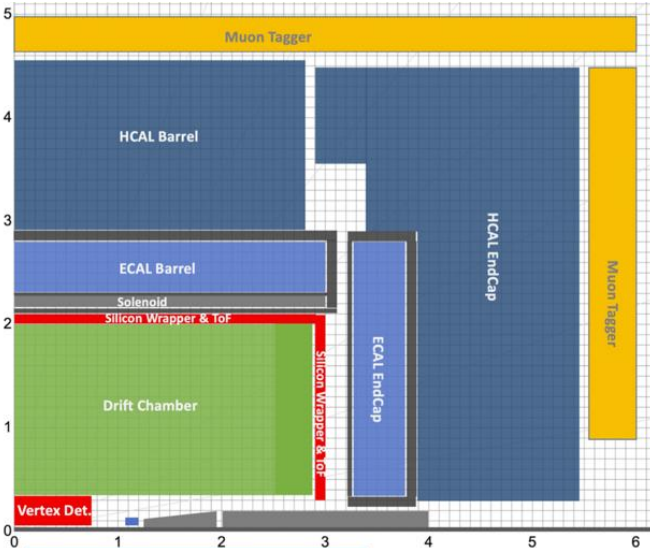 5
Muon Tagger
4
HCAL Barrel
3
HCAL EndCap
ECAL Barrel
Muon Tagger
Solenoid
2
Silicon Wrapper & ToF
Silicon Wrapper & ToF
ECAL EndCap
Drift Chamber
1
Vertex Det.
0
0 1 2 3 4 5 6